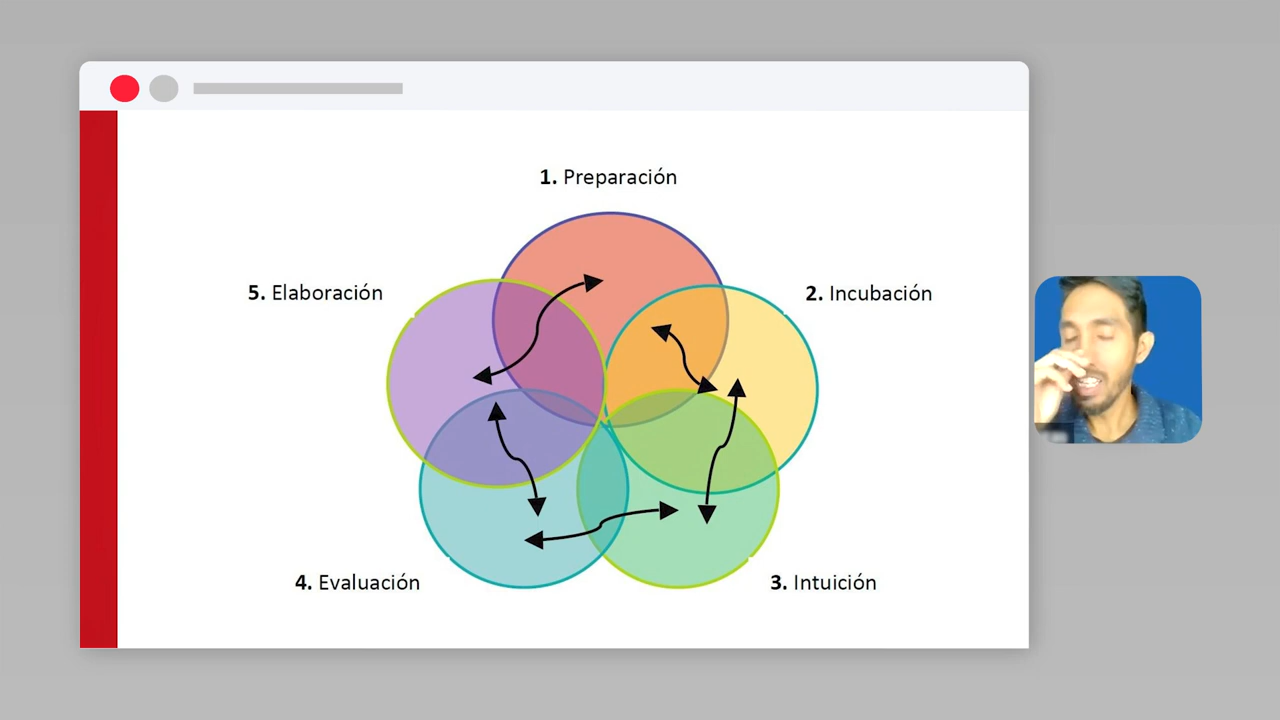 1. Preparación
5. Elaboración
2. Incubación
4. Evaluación
3. Intuición